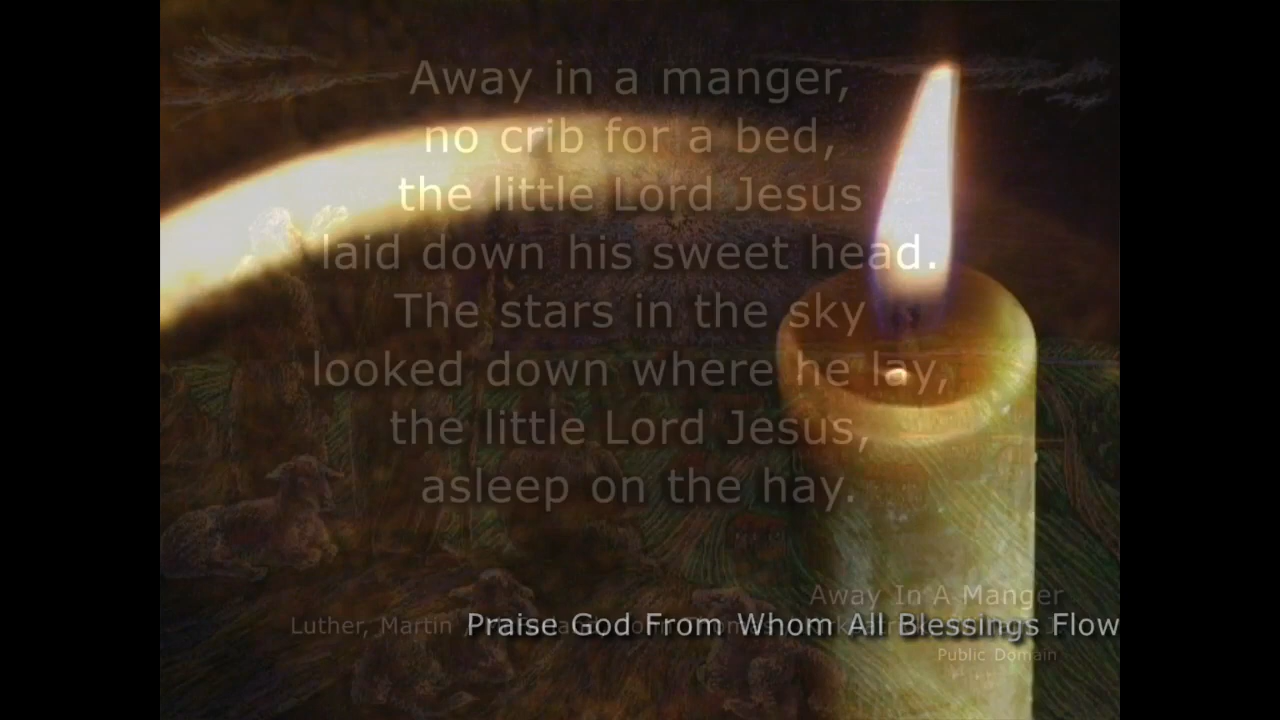 Away in a manger,
no crib for a bed,
the little Lord Jesus
laid down his sweet head.
The stars in the sky
looked down where he lay,
the little Lord Jesus,
asleep on the hay.
Away In A Manger
Praise God From Whom All Blessings Flow
Luther, Martin
Public Domain